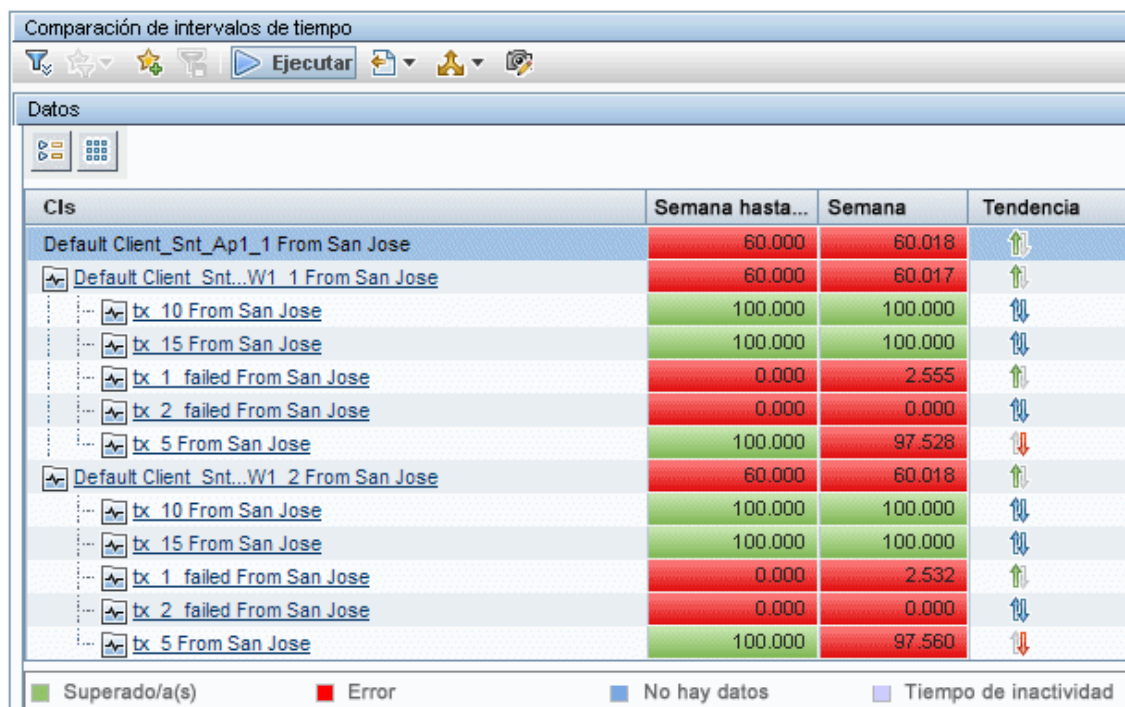 Comparación de intervalos de tiempo
Ejecutar
Datos
CIs Semana hasta... Semana Tendencia
Default Client_Snt_Ap1_1 From San Jose 60.000 60.018
Default Client_Snt...W1_1 From San Jose 60.000 60.017
tx_10 From San Jose 100.000 100.000
tx_15 From San Jose 100.000 100.000
tx_1_failed From San Jose 0.000 2.555
tx_2_failed From San Jose 0.000 0.000
tx_5 From San Jose 100.000 97.528
Default Client_Snt...W1_2 From San Jose 60.000 60.018
tx_10 From San Jose 100.000 100.000
tx_15 From San Jose 100.000 100.000
tx_1_failed From San Jose 0.000 2.532
tx_2_failed From San Jose 0.000 0.000
tx_5 From San Jose 100.000 97.560
Superado/a(s) Error No hay datos Tiempo de inactividad